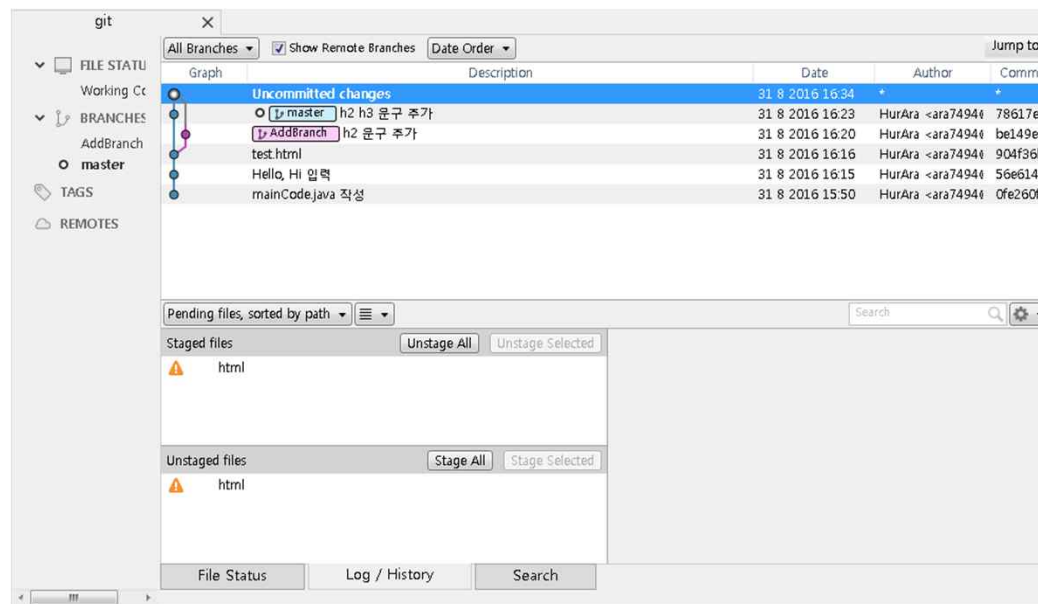 git
FILE STATU
Working Co
BRANCHES
AddBranch
master
TAGS
REMOTES
All Branches Show Remote Branches Date Order Jump to
Graph Description Date Author Comm
Uncommitted changes 31 8 2016 16:34 * *
master h2 h3 문구 추가 31 8 2016 16:23 HurAra <ara7494 78617e
AddBranch h2 문구 추가 31 8 2016 16:20 HurAra <ara7494 be149e
test.html 31 8 2016 16:16 HurAra <ara7494 904f36
Hello, Hi 입력 31 8 2016 16:15 HurAra <ara7494 56e614
mainCode.java 작성 31 8 2016 15:50 HurAra <ara7494 0fe260
Pending files, sorted by path Search
Staged files Unstage All Unstage Selected
html
Unstaged files Stage All Stage Selected
html
File Status Log / History Search